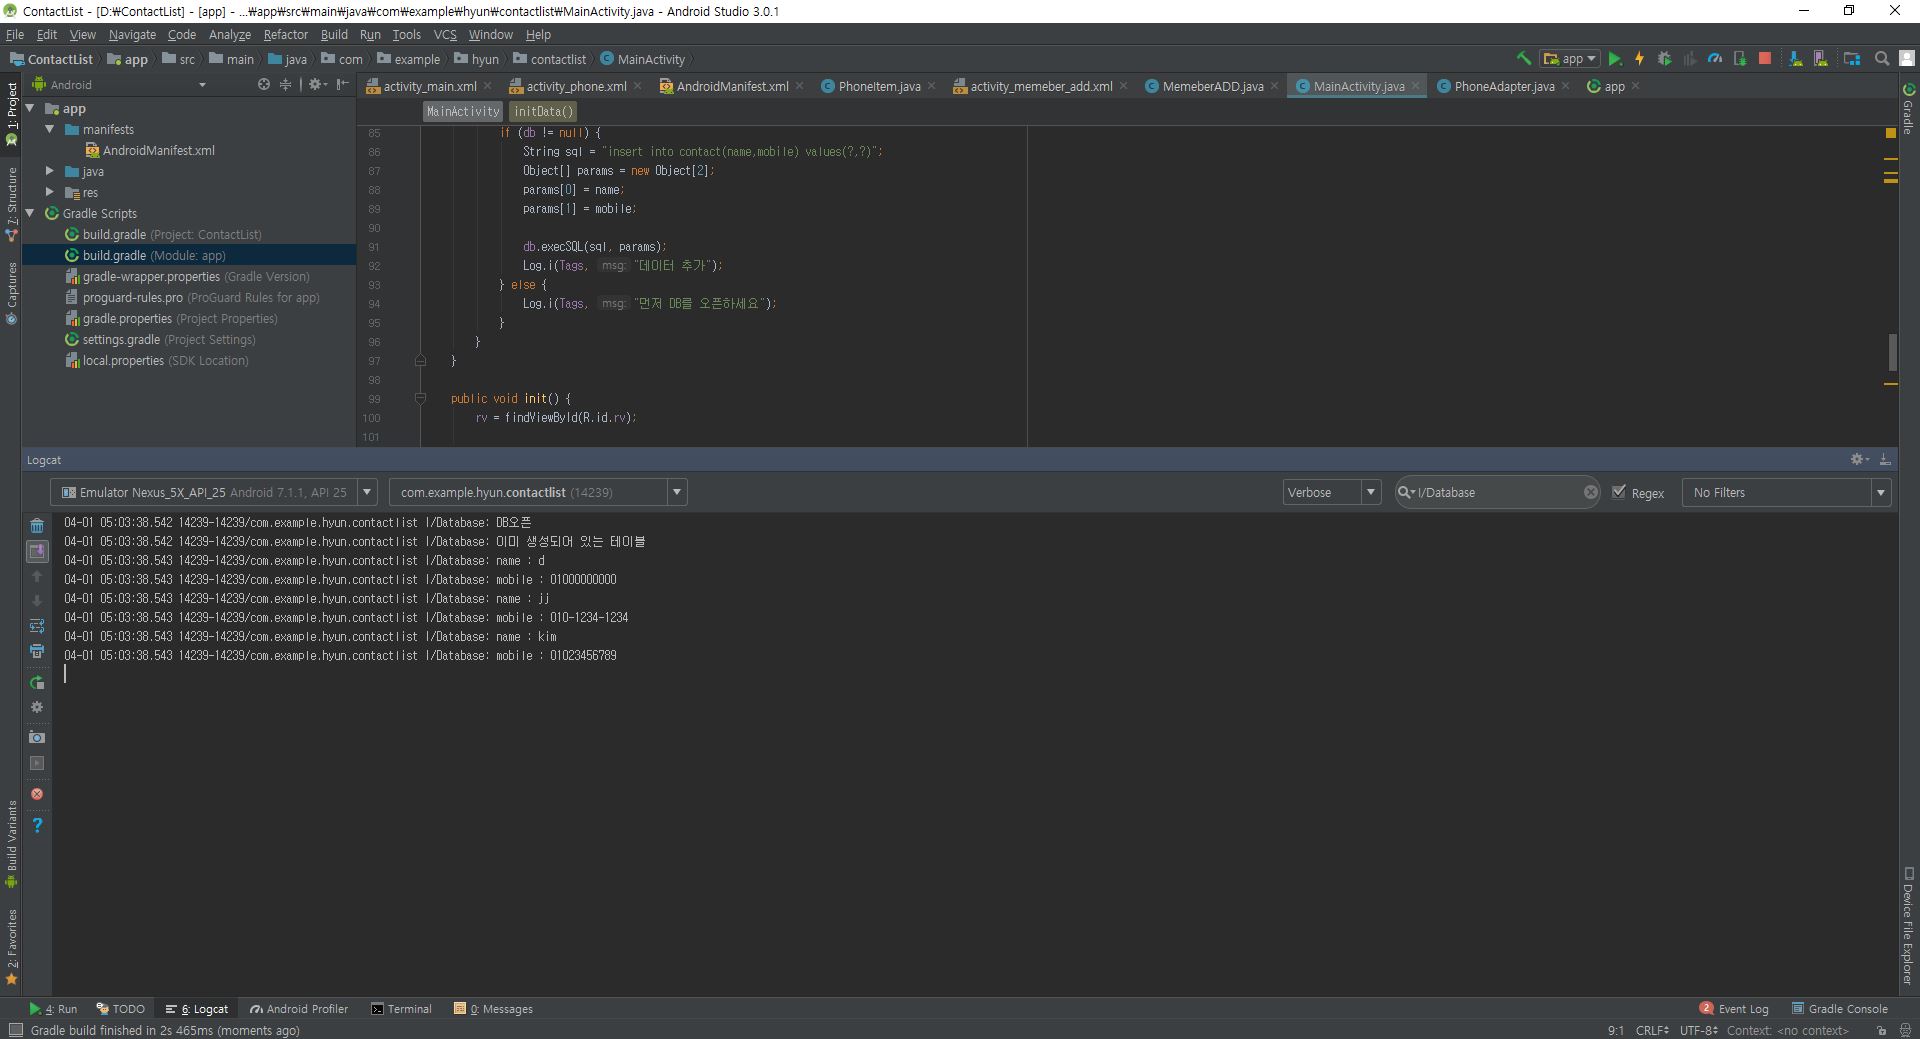 ContactList - [D:₩ContactList] - [app] - ...₩app₩src₩main₩java₩com₩example₩hyun₩contactlist₩MainActivity.java - Android Studio 3.0.1
File Edit View Navigate Code Analyze Refactor Build Run Tools VCS Window Help
ContactList app src main java com example hyun contactlist MainActivity app
Android activity_main.xml activity_phone.xml AndroidManifest.xml PhoneItem.java activity_memeber_add.xml MemeberADD.java MainActivity.java PhoneAdapter.java app
1: Project
7: Structure
Captures
Build Variants
2: Favorites
app
manifests
AndroidManifest.xml
java
res
Gradle Scripts
build.gradle (Project: ContactList)
build.gradle (Module: app)
gradle-wrapper.properties (Gradle Version)
proguard-rules.pro (ProGuard Rules for app)
gradle.properties (Project Properties)
settings.gradle (Project Settings)
local.properties (SDK Location)
MainActivity initData()
85 if (db != null) {
86 String sql = "insert into contact(name,mobile) values(?,?)";
87 Object[] params = new Object[2];
88 params[0] = name;
89 params[1] = mobile;
90
91 db.execSQL(sql, params);
92 Log.i(Tags, msg: "데이터 추가");
93 } else {
94 Log.i(Tags, msg: "먼저 DB를 오픈하세요");
95 }
96 }
97 }
98
99 public void init() {
100 rv = findViewById(R.id.rv);
101
Gradle
Device File Explorer
Logcat
Emulator Nexus_5X_API_25 Android 7.1.1, API 25 com.example.hyun.contactlist (14239) Verbose I/Database Regex No Filters
04-01 05:03:38.542 14239-14239/com.example.hyun.contactlist I/Database: DB오픈
04-01 05:03:38.542 14239-14239/com.example.hyun.contactlist I/Database: 이미 생성되어 있는 테이블
04-01 05:03:38.543 14239-14239/com.example.hyun.contactlist I/Database: name : d
04-01 05:03:38.543 14239-14239/com.example.hyun.contactlist I/Database: mobile : 01000000000
04-01 05:03:38.543 14239-14239/com.example.hyun.contactlist I/Database: name : jj
04-01 05:03:38.543 14239-14239/com.example.hyun.contactlist I/Database: mobile : 010-1234-1234
04-01 05:03:38.543 14239-14239/com.example.hyun.contactlist I/Database: name : kim
04-01 05:03:38.543 14239-14239/com.example.hyun.contactlist I/Database: mobile : 01023456789
4: Run TODO 6: Logcat Android Profiler Terminal 0: Messages 2 Event Log Gradle Console
Gradle build finished in 2s 465ms (moments ago) 9:1 CRLF UTF-8 Context: <no context>